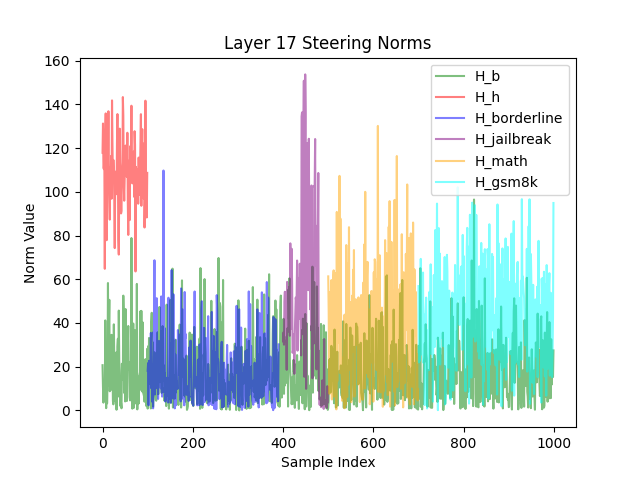 Layer 17 Steering Norms
Norm Value
160
140
120
100
80
60
40
20
0
H_b
H_h
H_borderline
H_jailbreak
H_math
H_gsm8k
0 200 400 600 800 1000
Sample Index